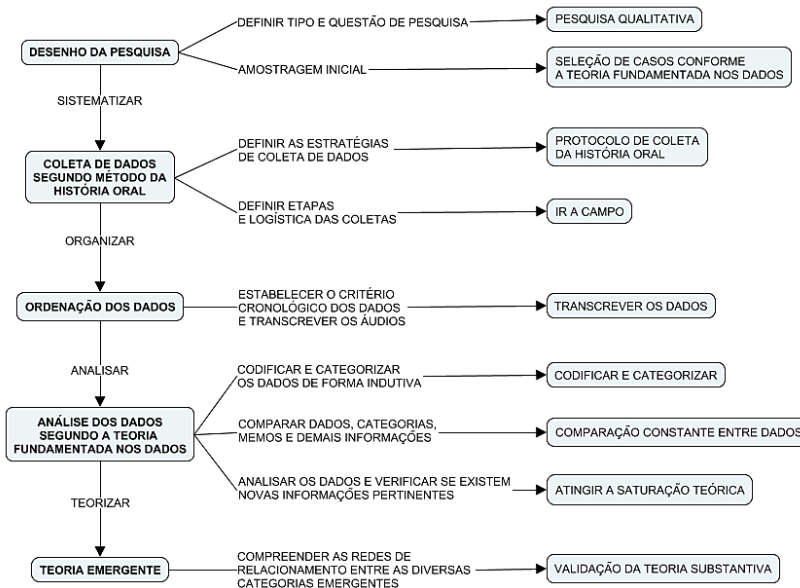 DEFINIR TIPO E QUESTÃO DE PESQUISA
PESQUISA QUALITATIVA
DESENHO DA PESQUISA
AMOSTRAGEM INICIAL
SELEÇÃO DE CASOS CONFORME
A TEORIA FUNDAMENTADA NOS DADOS
SISTEMATIZAR
COLETA DE DADOS
SEGUNDO MÉTODO DA
HISTÓRIA ORAL
DEFINIR AS ESTRATÉGIAS
DE COLETA DE DADOS
PROTOCOLO DE COLETA
DA HISTÓRIA ORAL
DEFINIR ETAPAS
E LOGÍSTICA DAS COLETAS
IR A CAMPO
ORGANIZAR
ORDENAÇÃO DOS DADOS
ESTABELECER O CRITÉRIO
CRONOLÓGICO DOS DADOS
E TRANSCREVER OS ÁUDIOS
TRANSCREVER OS DADOS
ANALISAR
CODIFICAR E CATEGORIZAR
OS DADOS DE FORMA INDUTIVA
CODIFICAR E CATEGORIZAR
ANÁLISE DOS DADOS
SEGUNDO A TEORIA
FUNDAMENTADA NOS DADOS
COMPARAR DADOS, CATEGORIAS,
MEMOS E DEMAIS INFORMAÇÕES
COMPARAÇÃO CONSTANTE ENTRE DADOS
ANALISAR OS DADOS E VERIFICAR SE EXISTEM
NOVAS INFORMAÇÕES PERTINENTES
ATINGIR A SATURAÇÃO TEÓRICA
TEORIZAR
TEORIA EMERGENTE
COMPREENDER AS REDES DE
RELACIONAMENTO ENTRE AS DIVERSAS
CATEGORIAS EMERGENTES
VALIDAÇÃO DA TEORIA SUBSTANTIVA